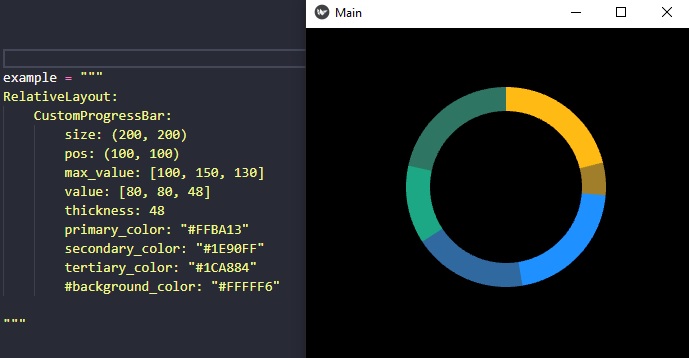 example = """
RelativeLayout:
CustomProgressBar:
size: (200, 200)
pos: (100, 100)
max_value: [100, 150, 130]
value: [80, 80, 48]
thickness: 48
primary_color: "#FFBA13"
secondary_color: "#1E90FF"
tertiary_color: "#1CA884"
#background_color: "#FFFFF6"
"""
Main